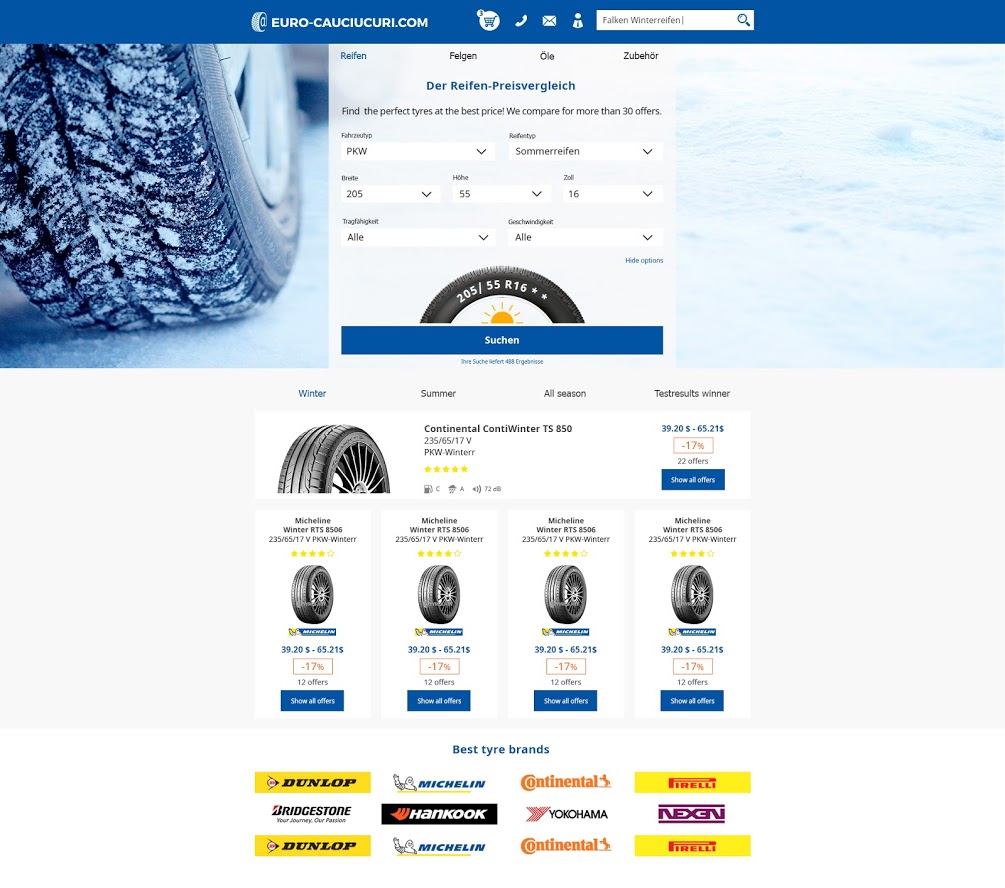 3
EURO-CAUCIUCURI.COM
Falken Winterreifen
Reifen Felgen Öle Zubehör
Der Reifen-Preisvergleich
Find the perfect tyres at the best price! We compare for more than 30 offers.
Fahrzeutyp Reifentyp
PKW Sommerreifen
Breite Höhe Zoll
205 55 16
Tragfähigkeit Geschwindigkeit
Alle Alle
Hide options
205/ 55 R16 * *
Suchen
Ihre Suche liefert 488 Ergebnisse
Winter Summer All season Testresults winner
Continental ContiWinter TS 850
235/65/17 V
PKW-Winterr
C A 72 dB
39.20 $ - 65.21$
-17%
22 offers
Show all offers
Micheline Micheline Micheline Micheline
Winter RTS 8506 Winter RTS 8506 Winter RTS 8506 Winter RTS 8506
235/65/17 V PKW-Winterr 235/65/17 V PKW-Winterr 235/65/17 V PKW-Winterr 235/65/17 V PKW-Winterr
MICHELIN MICHELIN MICHELIN MICHELIN
39.20 $ - 65.21$ 39.20 $ - 65.21$ 39.20 $ - 65.21$ 39.20 $ - 65.21$
-17% -17% -17% -17%
12 offers 12 offers 12 offers 12 offers
Show all offers Show all offers Show all offers Show all offers
Best tyre brands
DUNLOP MICHELIN Continental PIRELLI
BRIDGESTONE HANKOOK YOKOHAMA NEXEN
Your Journey, Our Passion
DUNLOP MICHELIN Continental PIRELLI